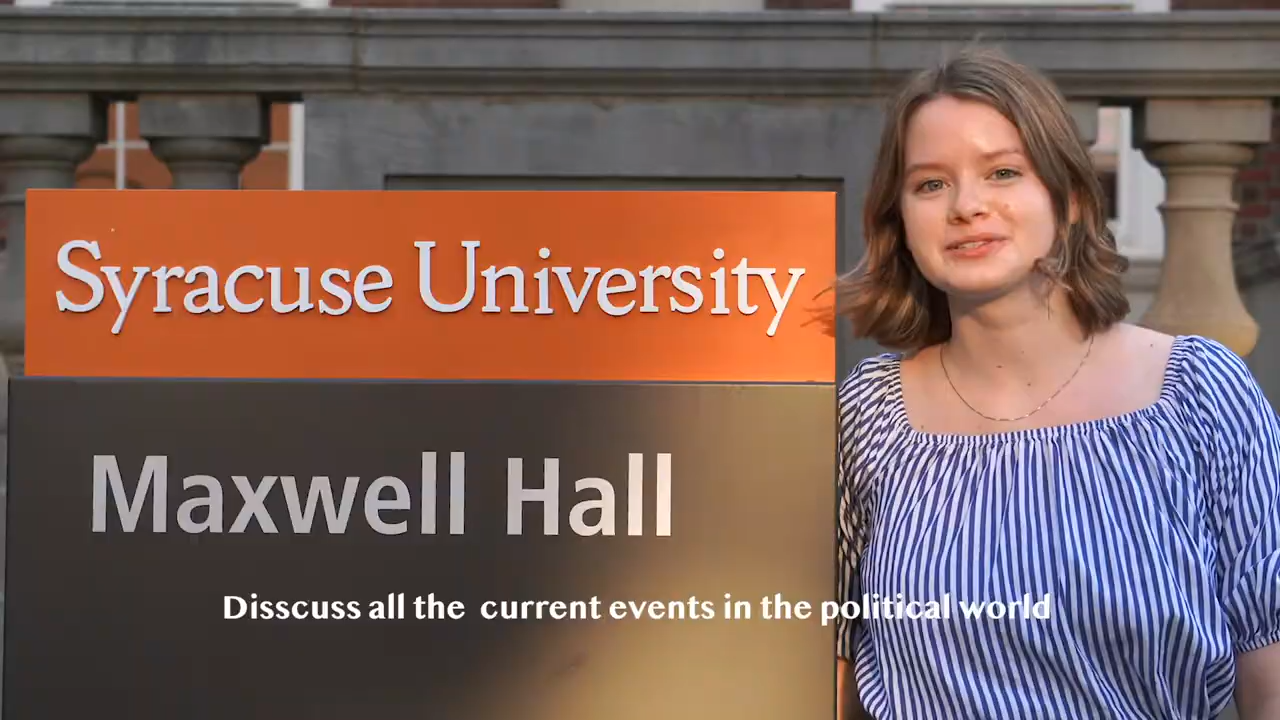 Syracuse University
Maxwell Hall
Disscuss all the current events in the political world